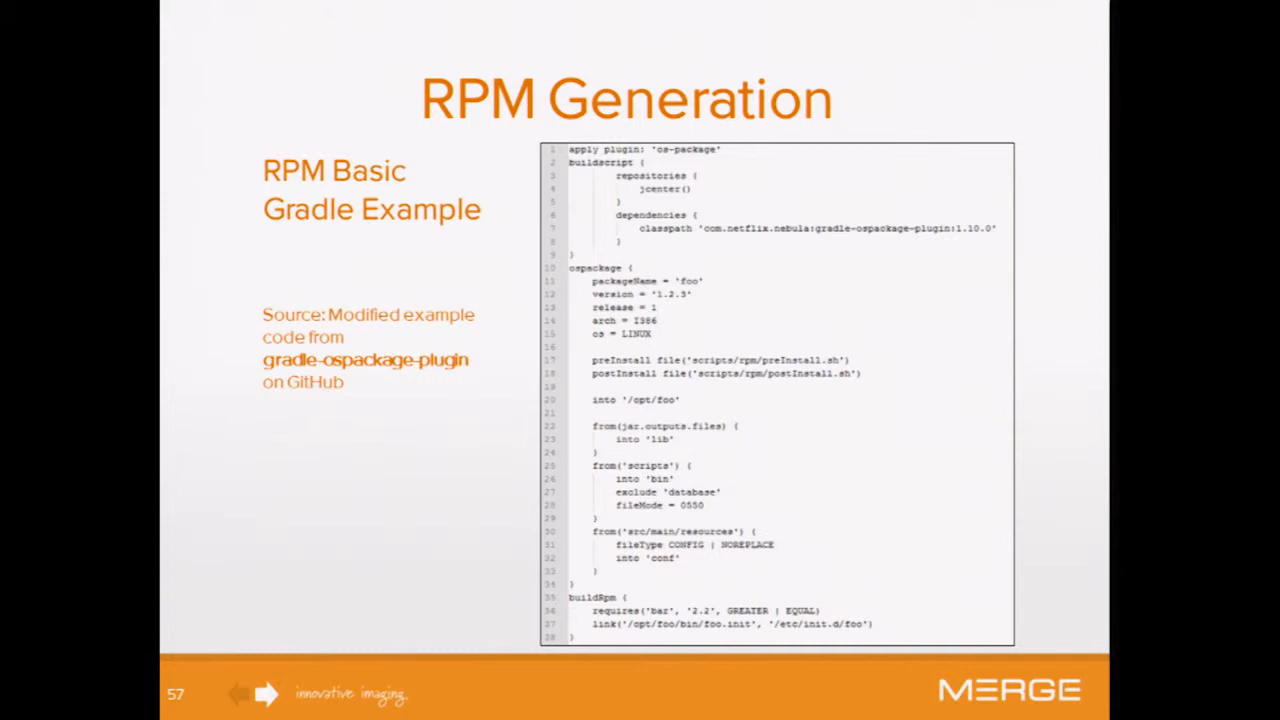 RPM Generation
RPM Basic
Gradle Example
Source: Modified example
code from
gradle-ospackage-plugin
on GitHub
1 apply plugin: 'os-package'
2 buildscript {
3 repositories {
4 jcenter()
5 }
6 dependencies {
7 classpath 'com.netflix.nebula:gradle-ospackage-plugin:1.10.0'
8 }
9 }
10 ospackage {
11 packageName = 'foo'
12 version = '1.2.3'
13 release = 1
14 arch = I386
15 os = LINUX
16
17 preInstall file('scripts/rpm/preInstall.sh')
18 postInstall file('scripts/rpm/postInstall.sh')
19
20 into '/opt/foo'
21
22 from(jar.outputs.files) {
23 into 'lib'
24 }
25 from('scripts') {
26 into 'bin'
27 exclude 'database'
28 fileMode = 0550
29 }
30 from('src/main/resources') {
31 fileType CONFIG | NOREPLACE
32 into 'conf'
33 }
34 }
35 buildRpm {
36 requires('bar', '2.2', GREATER | EQUAL)
37 link('/opt/foo/bin/foo.init', '/etc/init.d/foo')
38 }
57
innovative imaging.
MERGE